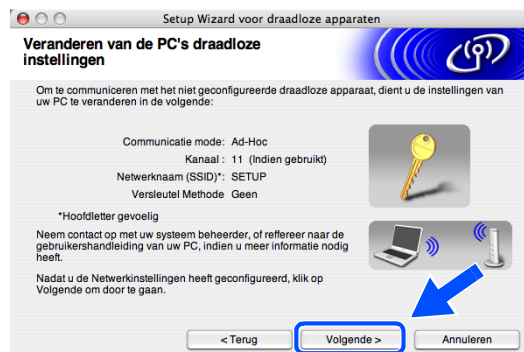 Setup Wizard voor draadloze apparaten
Veranderen van de PC's draadloze
instellingen
Om te communiceren met het niet geconfigureerde draadloze apparaat, dient u de instellingen van
uw PC te veranderen in de volgende:
Communicatie mode: Ad-Hoc
Kanaal : 11 (Indien gebruikt)
Netwerknaam (SSID)*: SETUP
Versleutel Methode Geen
*Hoofdletter gevoelig
Neem contact op met uw systeem beheerder, of reffereer naar de
gebruikershandleiding van uw PC, indien u meer informatie nodig
heeft.
Nadat u de Netwerkinstellingen heeft geconfigureerd, klik op
Volgende om door te gaan.
< Terug
Volgende >
Annuleren